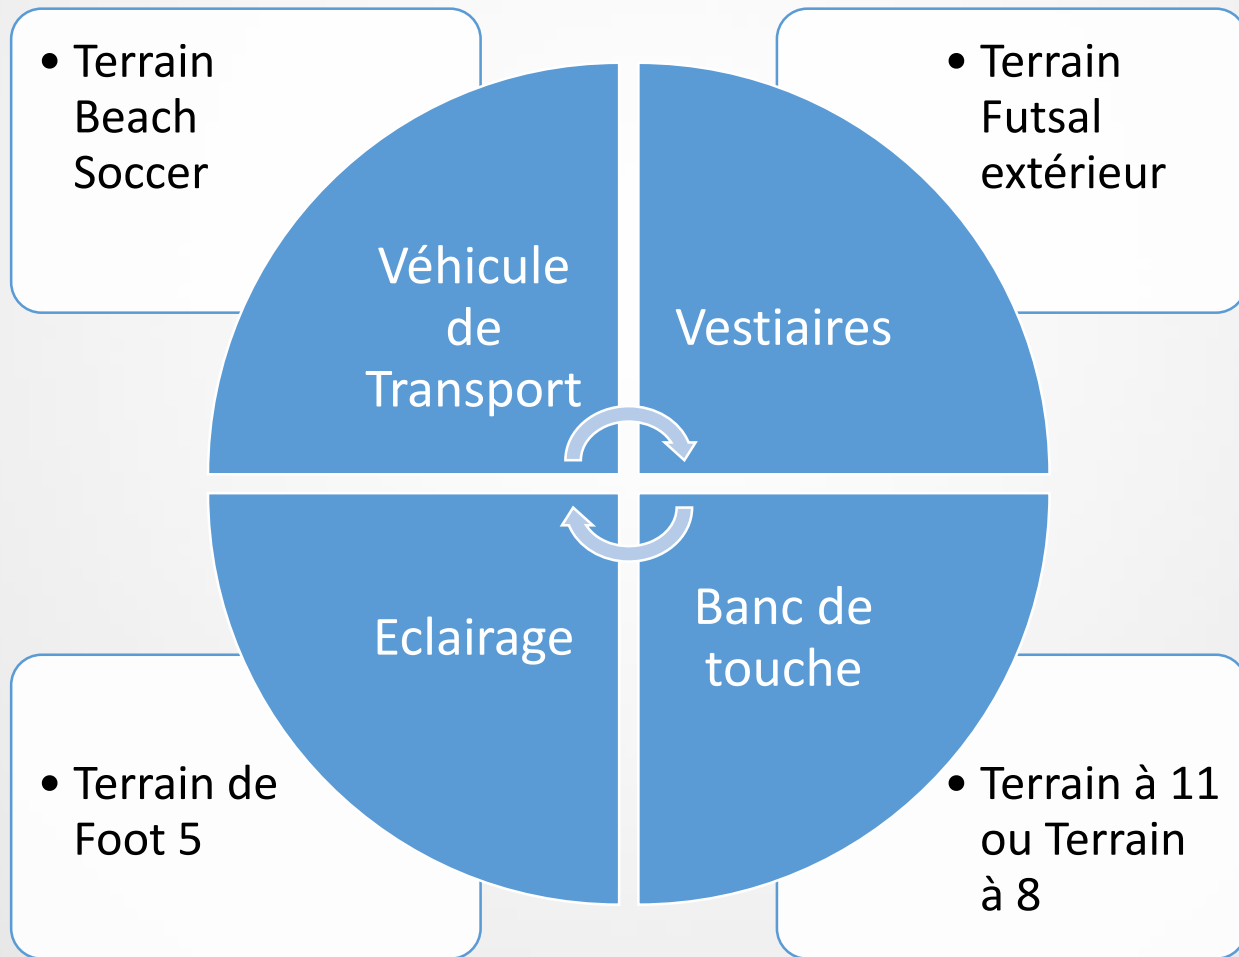 • Terrain
Beach
Soccer
• Terrain
Futsal
extérieur
Véhicule
de
Transport
Vestiaires
Eclairage
Banc de
touche
• Terrain de
Foot 5
• Terrain à 11
ou Terrain
à 8